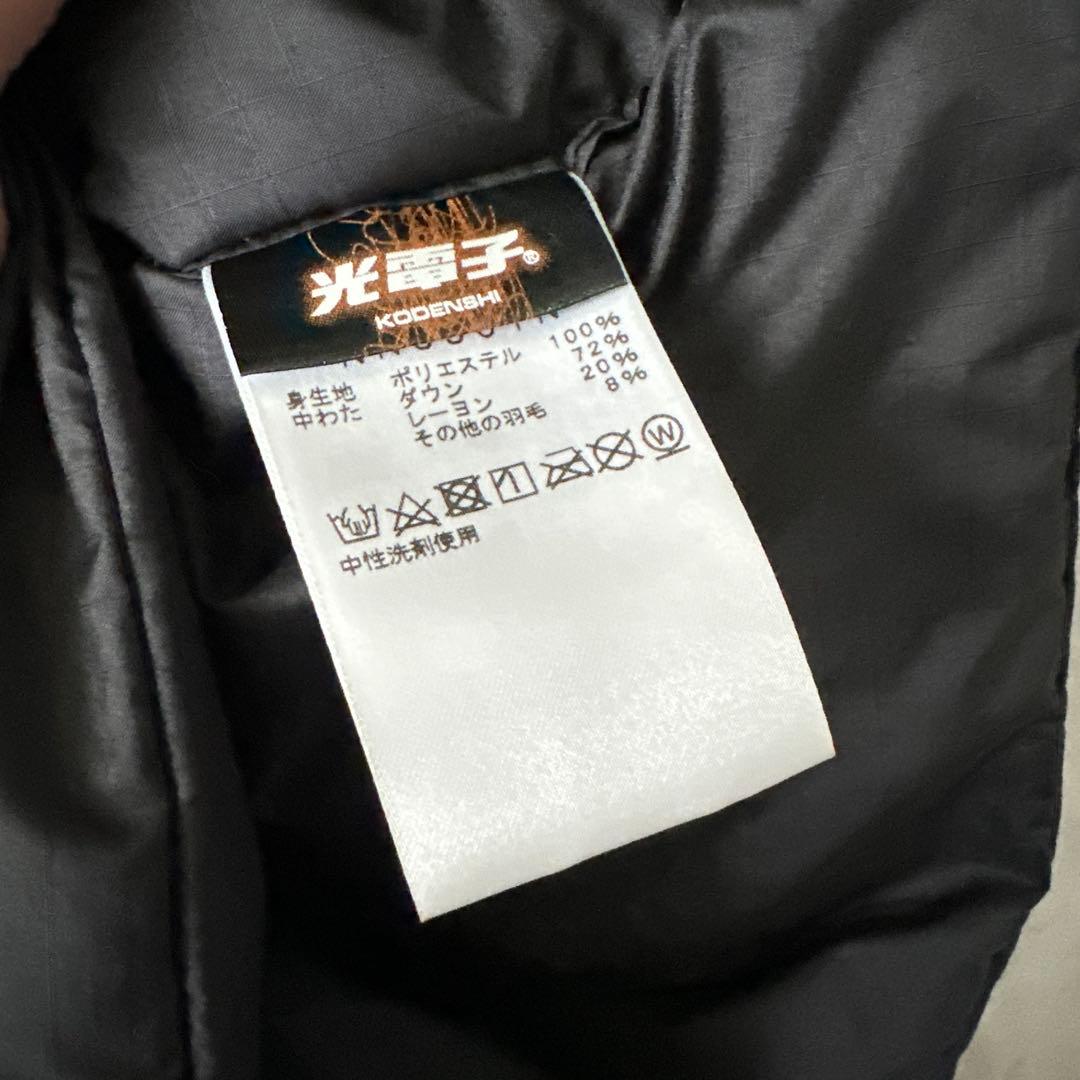 光電子®
KODENSHI
身生地 ポリエステル 100%
中わた ダウン 72%
レーヨン 20%
その他の羽毛 8%
W
中性洗剤使用